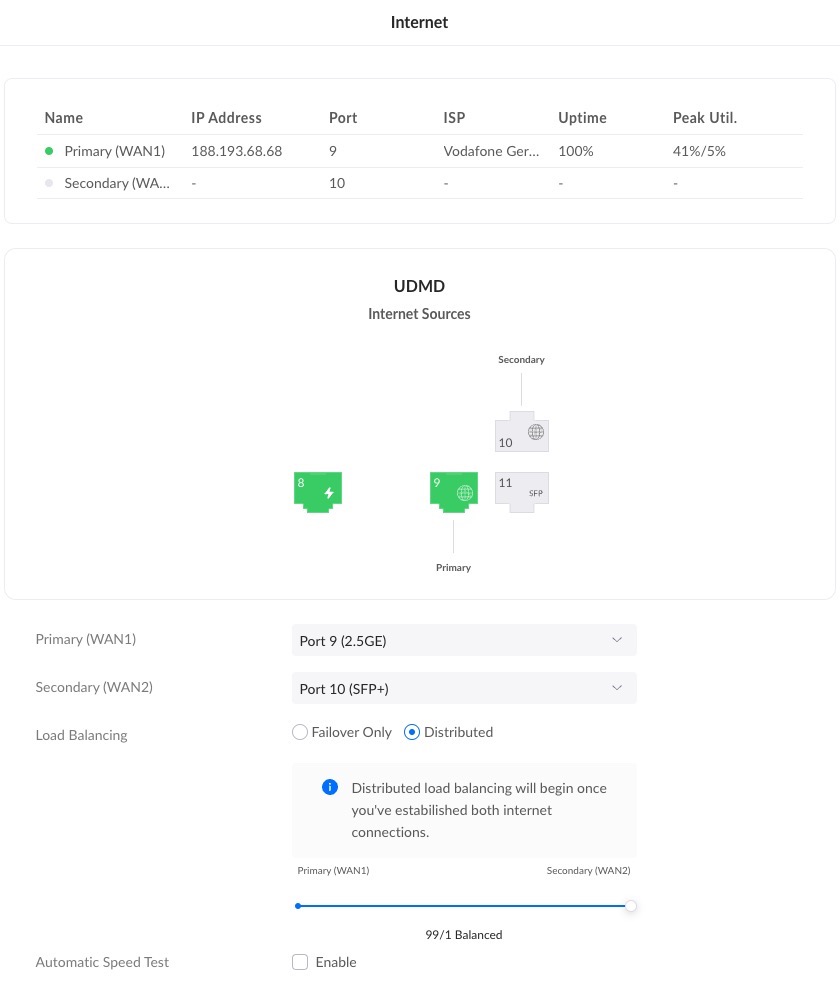 Internet
Name IP Address Port ISP Uptime Peak Util.
Primary (WAN1) 188.193.68.68 9 Vodafone Ger... 100% 41%/5%
Secondary (WA... - 10 - - -
UDMD
Internet Sources
Secondary
10
8 9 11
SFP
Primary
Primary (WAN1) Port 9 (2.5GE)
Secondary (WAN2) Port 10 (SFP+)
Load Balancing Failover Only Distributed
Distributed load balancing will begin once
you've estabilished both internet
connections.
Primary (WAN1) Secondary (WAN2)
99/1 Balanced
Automatic Speed Test Enable